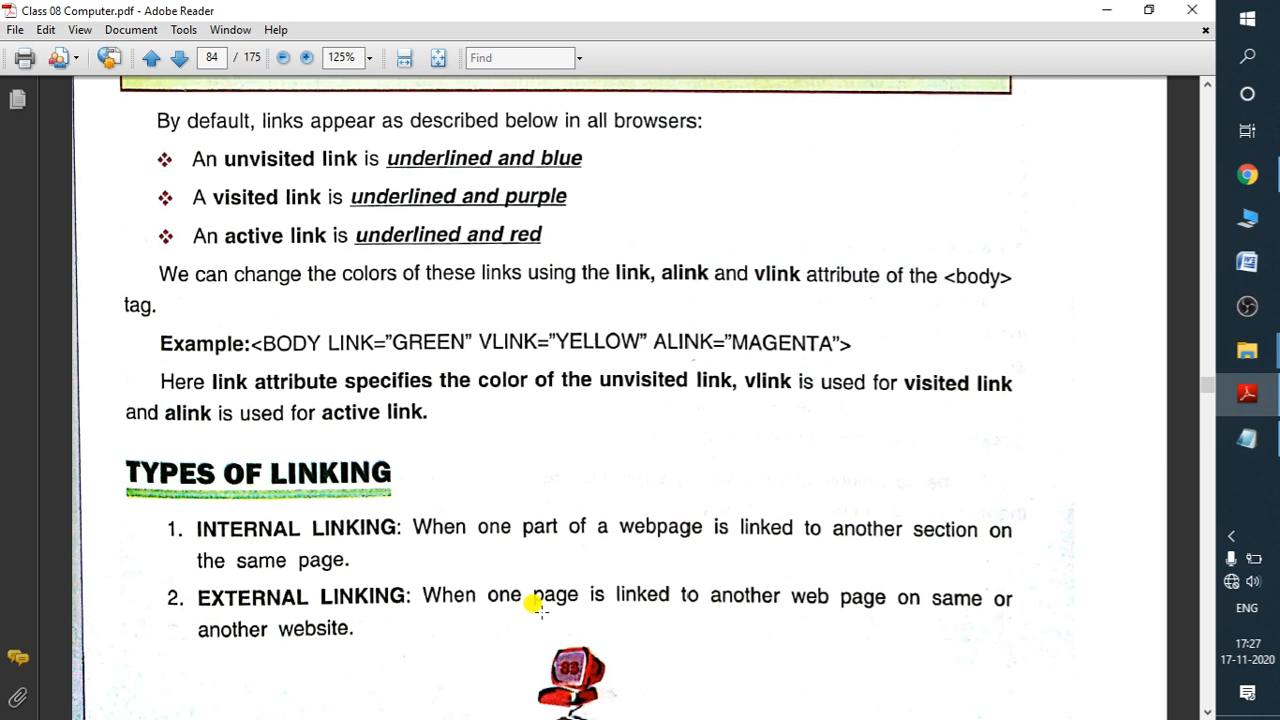 Class 08 Computer.pdf - Adobe Reader
File Edit View Document Tools Window Help
84 / 175 125% Find
By default, links appear as described below in all browsers:
❖ An unvisited link is underlined and blue
❖ A visited link is underlined and purple
❖ An active link is underlined and red
We can change the colors of these links using the link, alink and vlink attribute of the <body>
tag.
Example:<BODY LINK=”GREEN” VLINK=”YELLOW” ALINK=”MAGENTA”>
Here link attribute specifies the color of the unvisited link, vlink is used for visited link
and alink is used for active link.
TYPES OF LINKING
1. INTERNAL LINKING: When one part of a webpage is linked to another section on
the same page.
2. EXTERNAL LINKING: When one page is linked to another web page on same or
another website.
83
ENG
17:27
17-11-2020